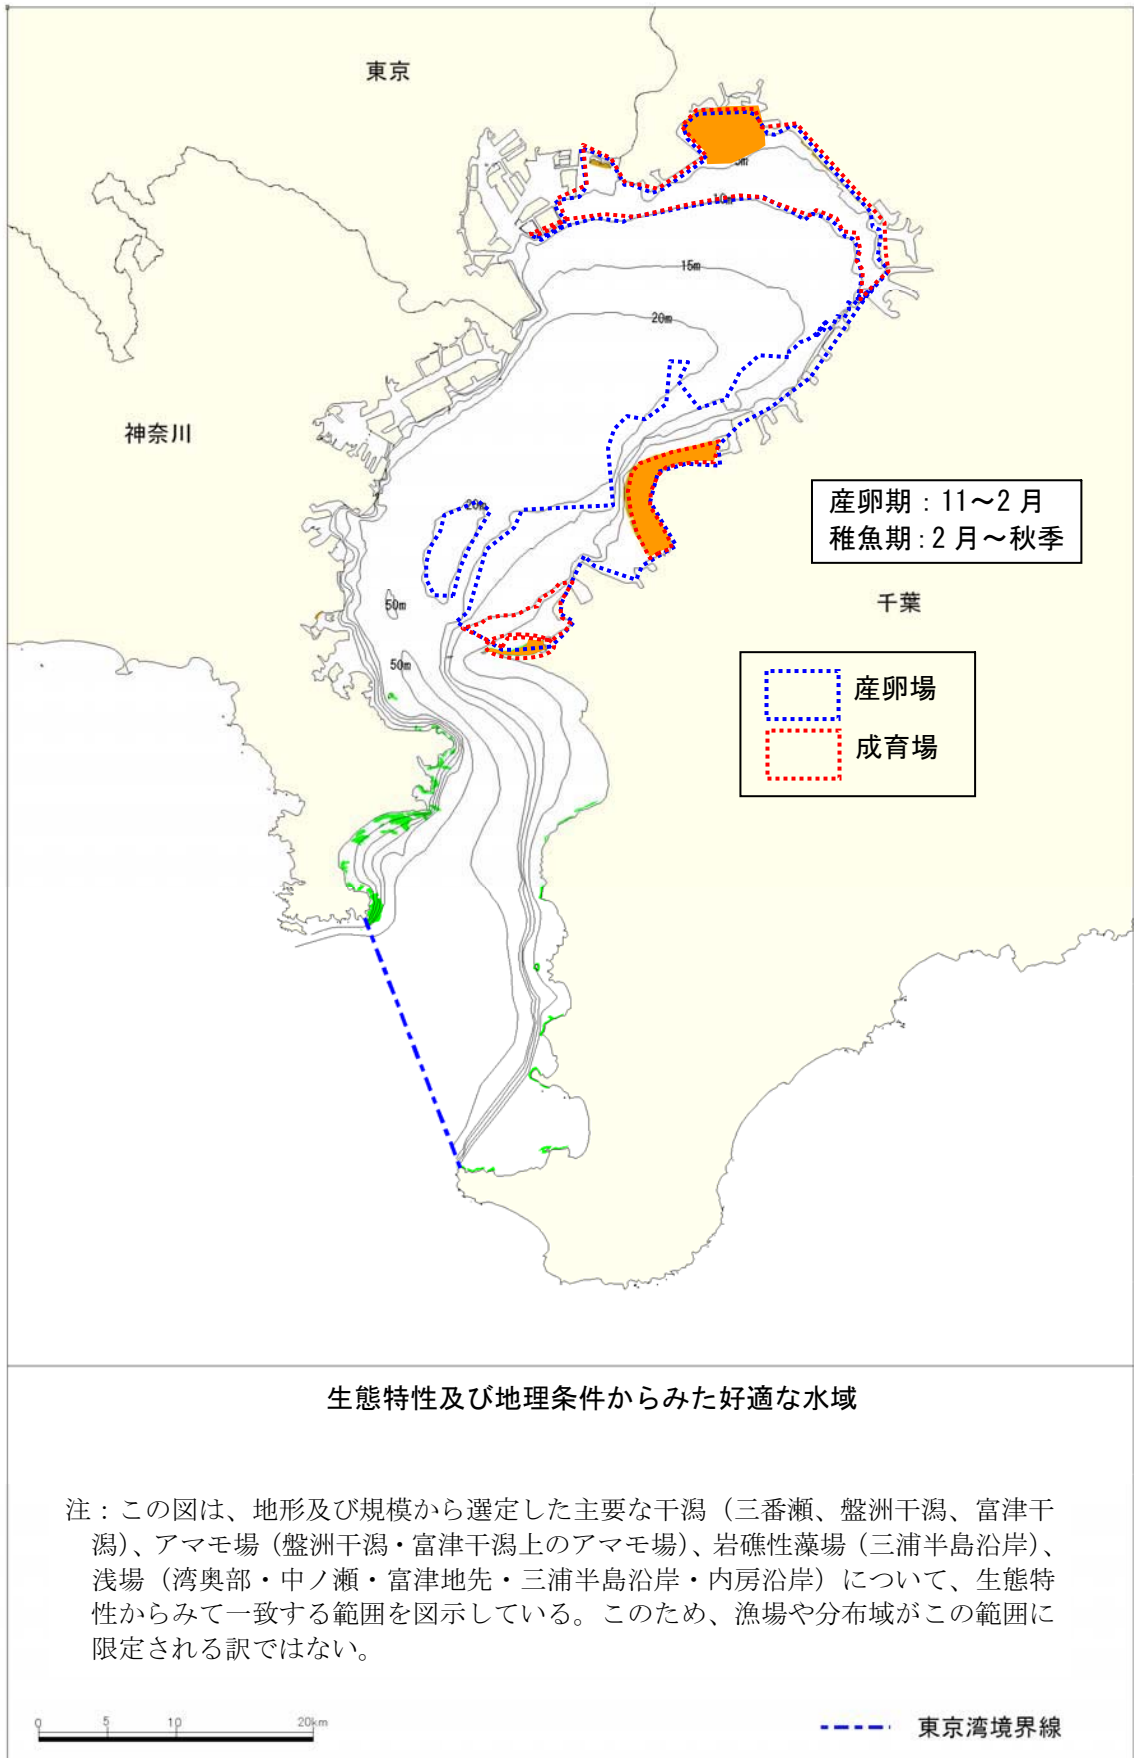 東京
5m
10m
15m
20m
神奈川
産卵期：11～2 月
稚魚期：2 月～秋季
20m
千葉
50m
50m
産卵場
成育場
生態特性及び地理条件からみた好適な水域
注：この図は、地形及び規模から選定した主要な干潟（三番瀬、盤洲干潟、富津干
潟）、アマモ場（盤洲干潟・富津干潟上のアマモ場）、岩礁性藻場（三浦半島沿岸）、
浅場（湾奥部・中ノ瀬・富津地先・三浦半島沿岸・内房沿岸）について、生態特
性からみて一致する範囲を図示している。このため、漁場や分布域がこの範囲に
限定される訳ではない。
0 5 10 20km
東京湾境界線